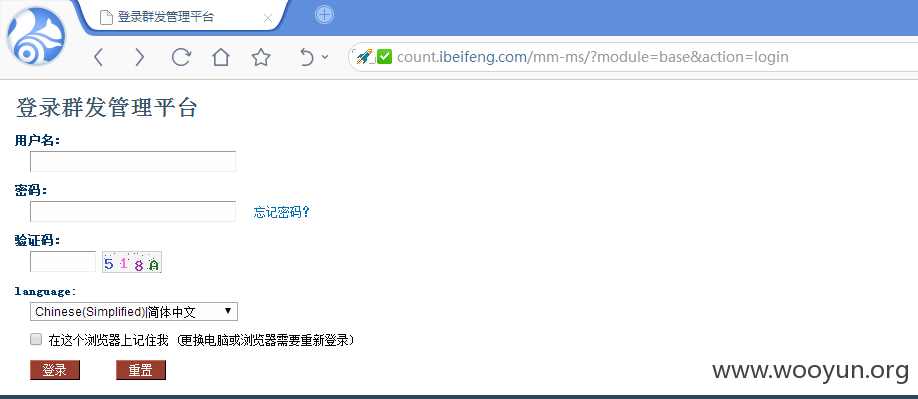 登录群发管理平台
count.ibeifeng.com/mm-ms/?module=base&action=login
登录群发管理平台
用户名:
密码:
忘记密码?
验证码:
518A
language:
Chinese(Simplified)|简体中文
在这个浏览器上记住我 (更换电脑或浏览器需要重新登录)
登录 重置
www.wooyun.org